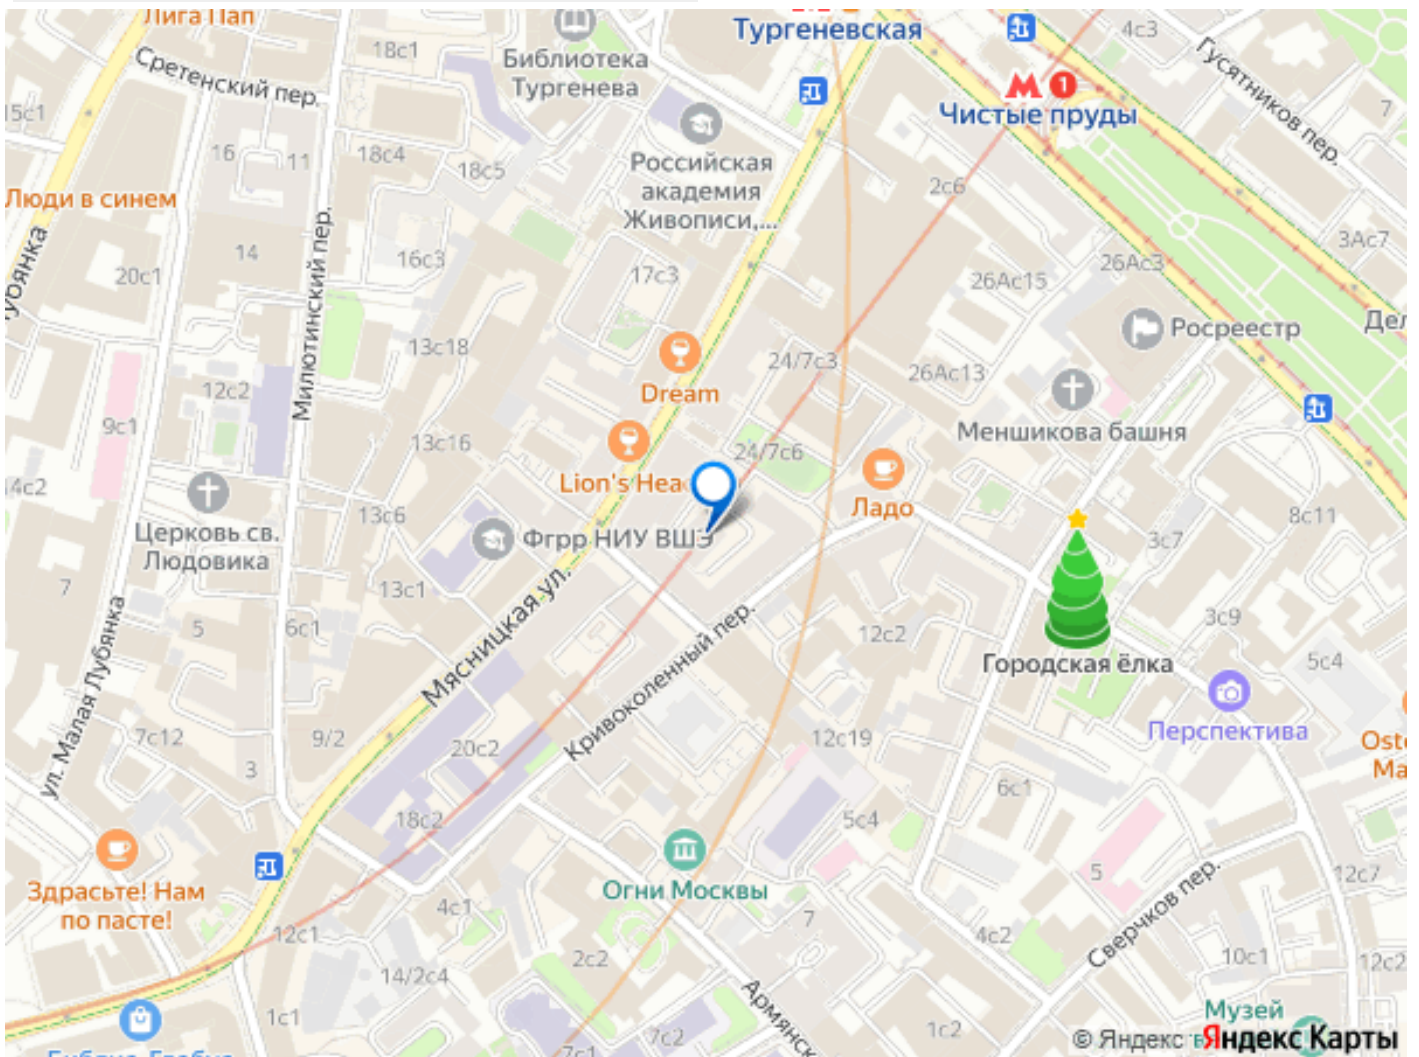 Лига Пап
Тургеневская
4с3
18с1
Библиотека
Тургенева
Гусятников пер.
Сретенский пер.
М 1
Чистые пруды
7
15с1
16
11
18с4
18с5
Российская
академия
Живописи,...
2с6
Люди в синем
Милютинский пер.
14
16с3
17с3
20с1
26Ас15
26Ас3
3Ас7
Росреестр
13с18
Dream
24/7с3
26Ас13
12с2
9с1
Меншикова башня
13с16
24/7с6
Lion's Hea
Ладо
13с6
Церковь св.
Людовика
Фгрр НИУ ВШЭ
3с7
8с11
7
13с1
Мясницкая ул.
ул. Малая Лубянка
5
6с1
Кривоколенный пер.
12с2
3с9
Городская ёлка
5с4
Перспектива
7с12
9/2
20с2
12с19
3
6с1
18с2
5с4
Здрасьте! Нам
по пасте!
Огни Москвы
5
12с7
Сверчков пер.
4с1
7
12с1
4с2
14/2с4
2с2
10с1
12с2
1с1
7с1
7с2
1с2
Музей
© Яндекс
Яндекс Карты